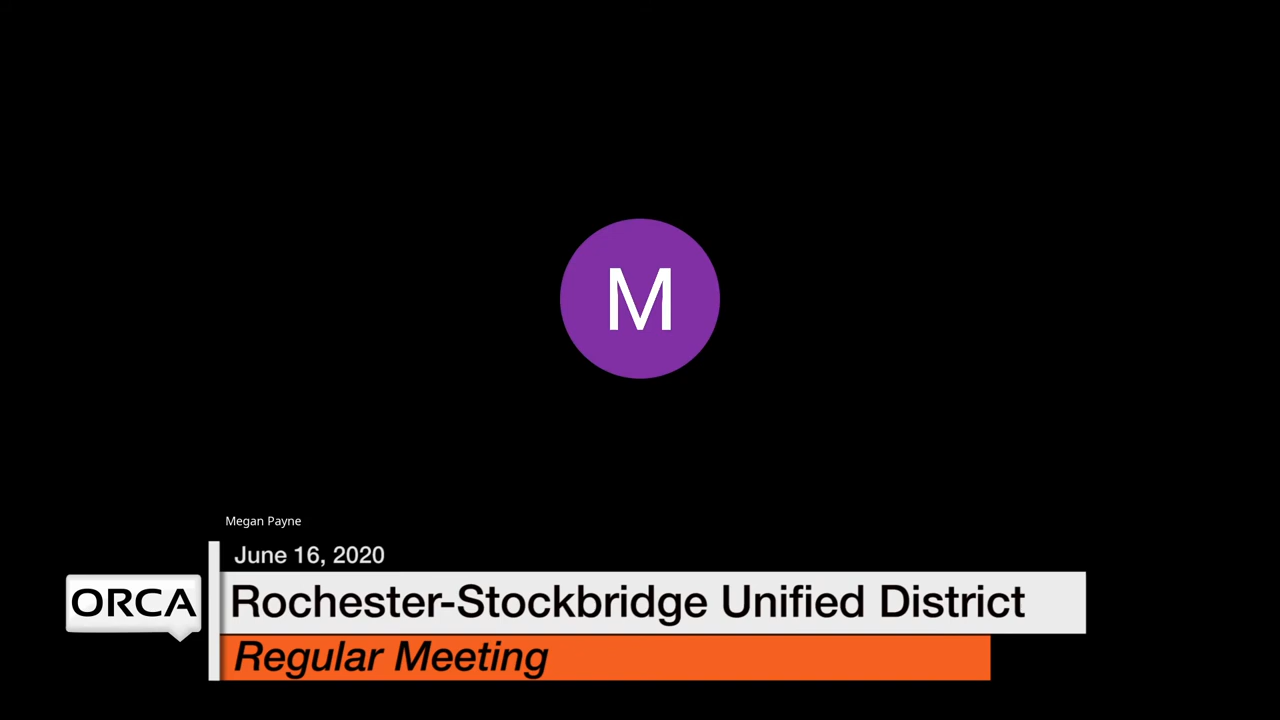 M
Megan Payne
June 16, 2020
ORCA
Rochester-Stockbridge Unified District
Regular Meeting